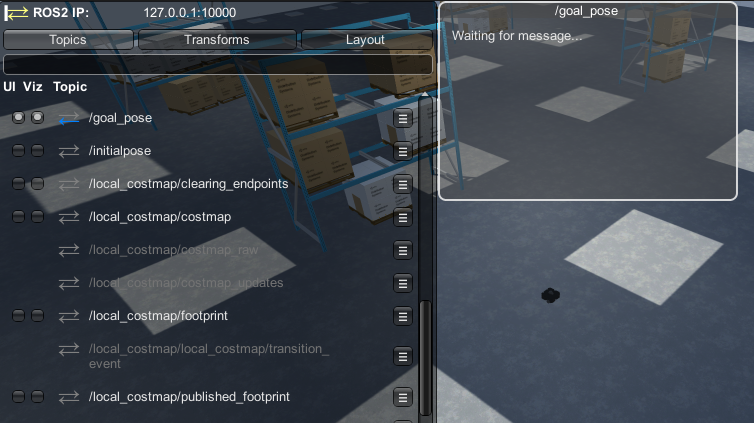 ROS2 IP: 127.0.0.1:10000
Topics Transforms Layout
UI Viz Topic
/goal_pose
/initialpose
/local_costmap/clearing_endpoints
/local_costmap/costmap
/local_costmap/costmap_raw
/local_costmap/costmap_updates
/local_costmap/footprint
/local_costmap/local_costmap/transition_
event
/local_costmap/published_footprint
/goal_pose
Waiting for message...